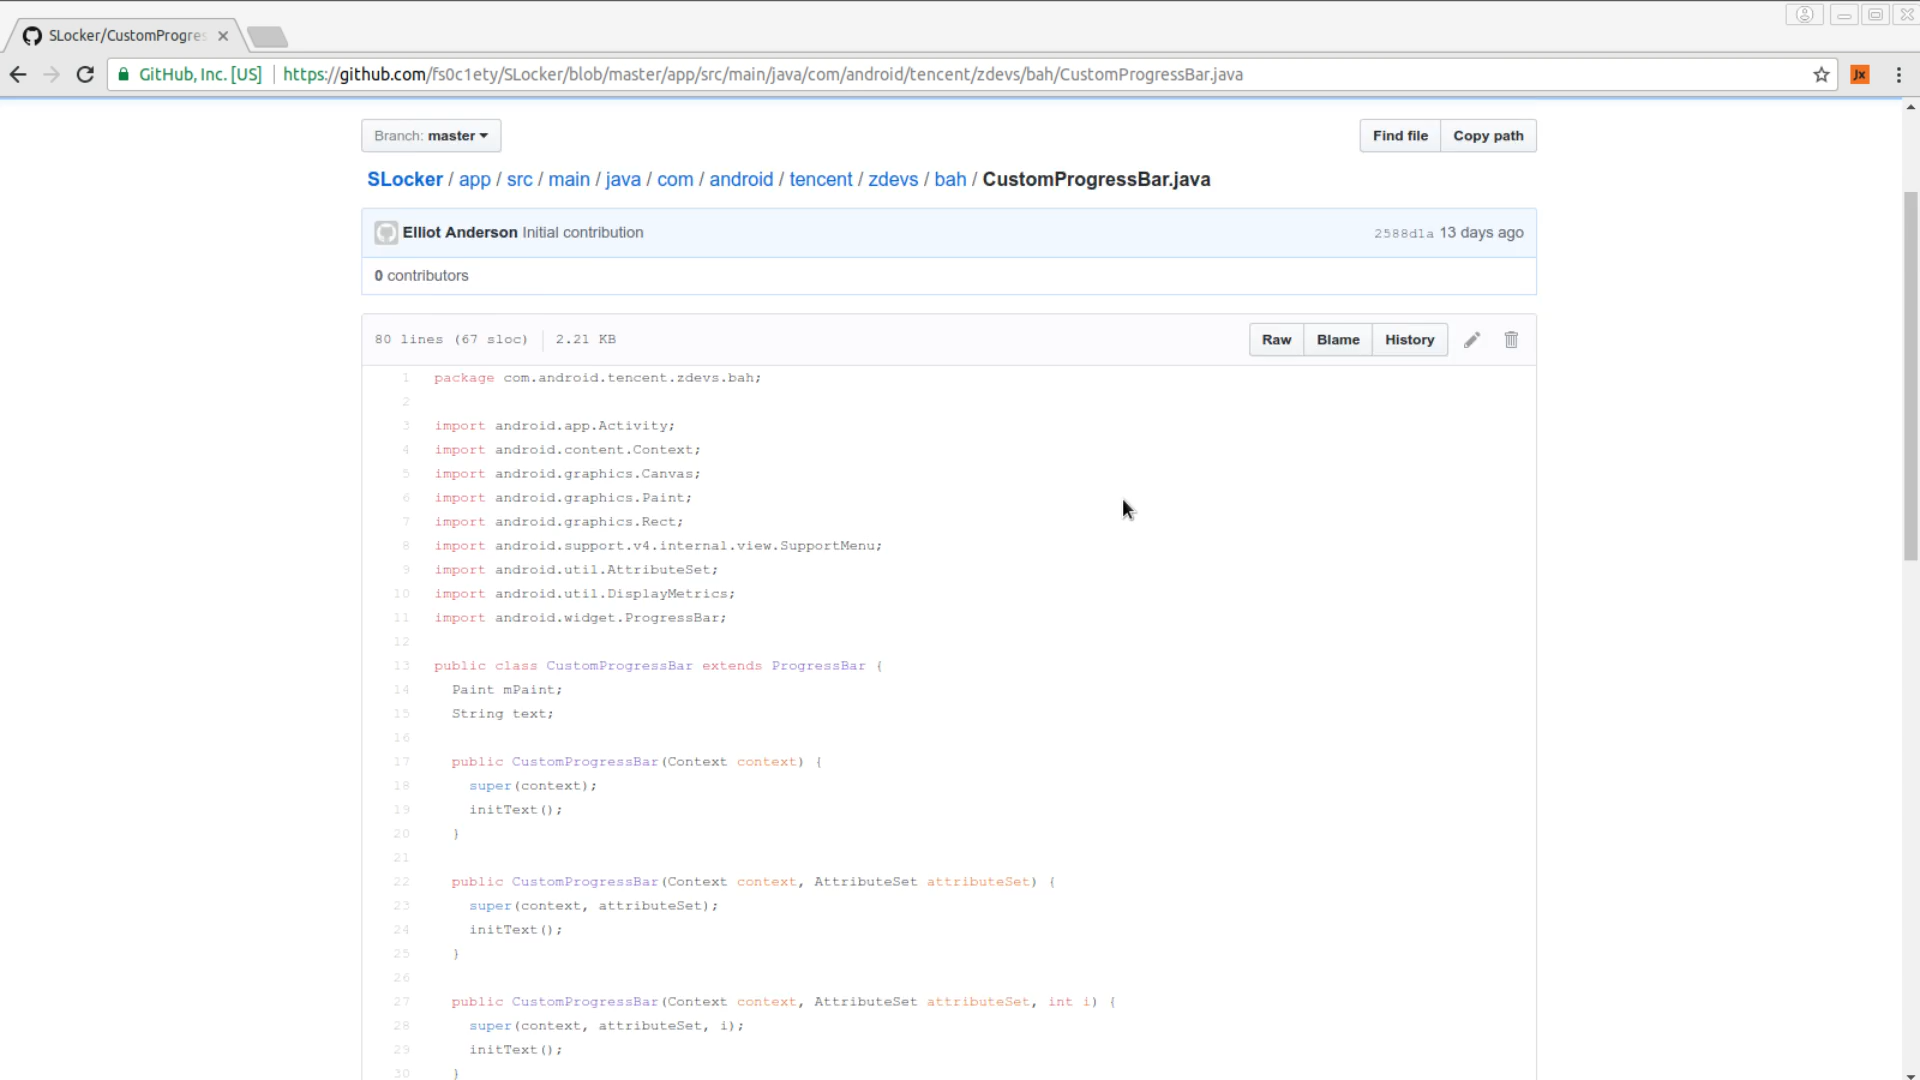 SLocker/CustomProgres
GitHub, Inc. [US] https://github.com/fs0c1ety/SLocker/blob/master/app/src/main/java/com/android/tencent/zdevs/bah/CustomProgressBar.java
Jx
Branch: master
Find file
Copy path
SLocker / app / src / main / java / com / android / tencent / zdevs / bah / CustomProgressBar.java
Elliot Anderson Initial contribution
2588d1a 13 days ago
0 contributors
80 lines (67 sloc) 2.21 KB
Raw Blame History
1 package com.android.tencent.zdevs.bah;
2
3 import android.app.Activity;
4 import android.content.Context;
5 import android.graphics.Canvas;
6 import android.graphics.Paint;
7 import android.graphics.Rect;
8 import android.support.v4.internal.view.SupportMenu;
9 import android.util.AttributeSet;
10 import android.util.DisplayMetrics;
11 import android.widget.ProgressBar;
12
13 public class CustomProgressBar extends ProgressBar {
14 Paint mPaint;
15 String text;
16
17 public CustomProgressBar(Context context) {
18 super(context);
19 initText();
20 }
21
22 public CustomProgressBar(Context context, AttributeSet attributeSet) {
23 super(context, attributeSet);
24 initText();
25 }
26
27 public CustomProgressBar(Context context, AttributeSet attributeSet, int i) {
28 super(context, attributeSet, i);
29 initText();
30 }